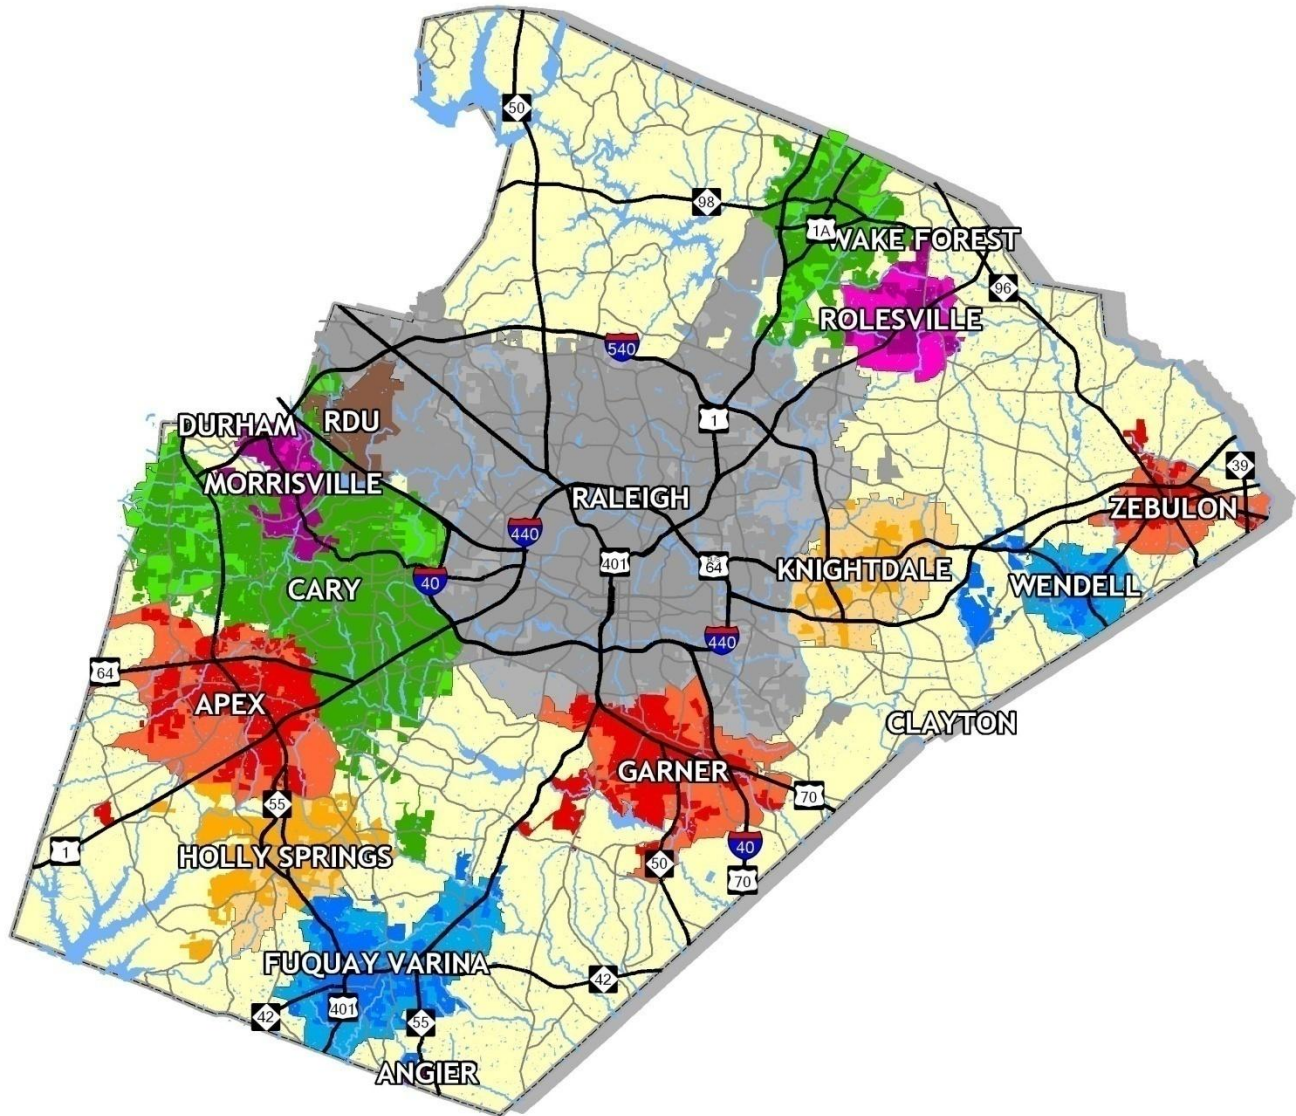 50
98
1A
WAKE FOREST
96
ROLESVILLE
540
1
DURHAM
RDU
39
MORRISVILLE
RALEIGH
ZEBULON
440
401
64
40
KNIGHTDALE
WENDELL
CARY
440
64
APEX
CLAYTON
GARNER
70
55
1
40
HOLLY SPRINGS
50
70
FUQUAY VARINA
42
401
42
55
ANGIER